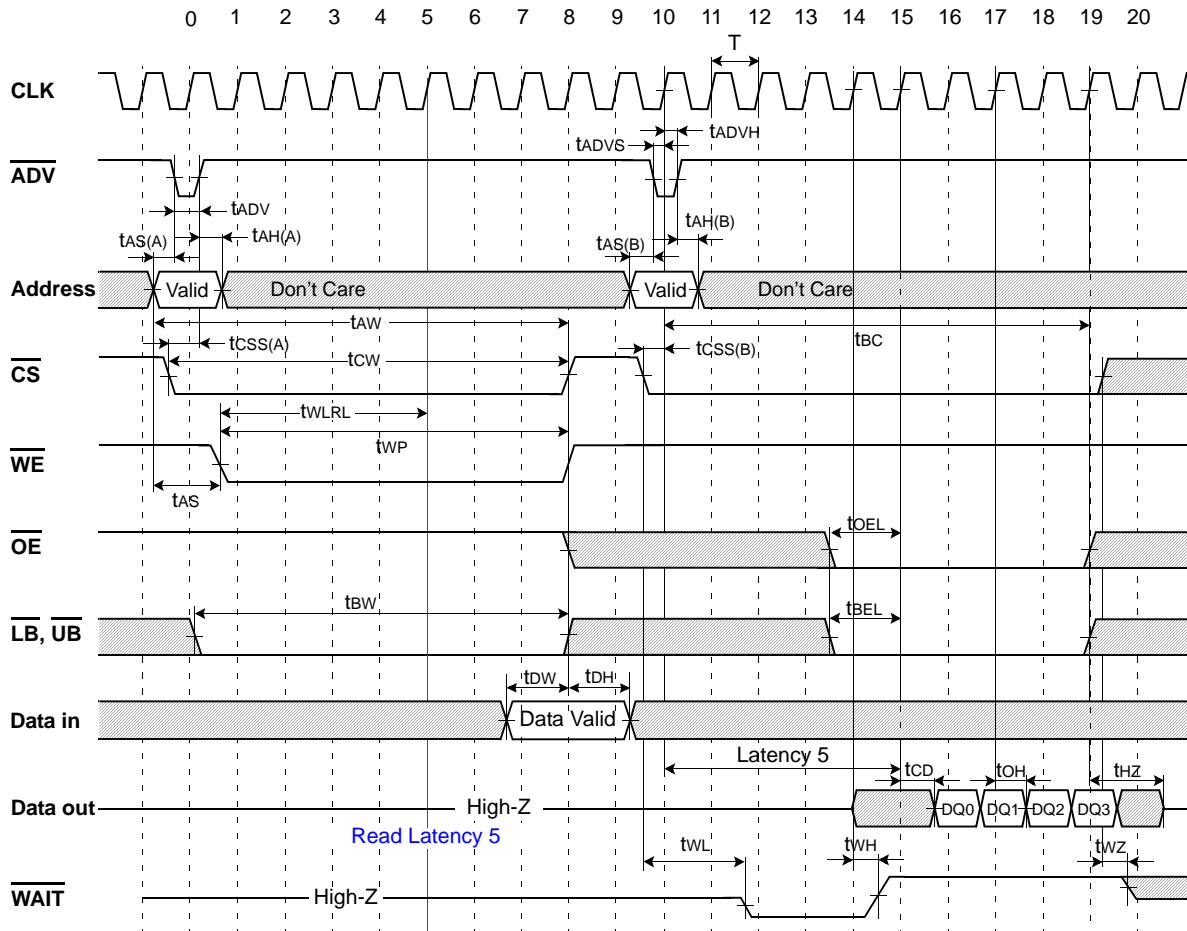 0 1 2 3 4 5 6 7 8 9 10 11 12 13 14 15 16 17 18 19 20
T
CLK
tADVH
tADVS
ADV
tADV
tAH(B)
tAH(A)
tAS(A)
tAS(B)
Address Valid Don't Care Valid Don't Care
tAW
tBC
tCSS(A)
tCSS(B)
tCW
CS
tWLRL
tWP
WE
tAS
tOEL
OE
tBW
tBEL
LB, UB
tDW tDH
Data in Data Valid
Latency 5
tCD tOH tHZ
Data out High-Z DQ0 DQ1 DQ2 DQ3
Read Latency 5
tWL tWH tWZ
WAIT High-Z